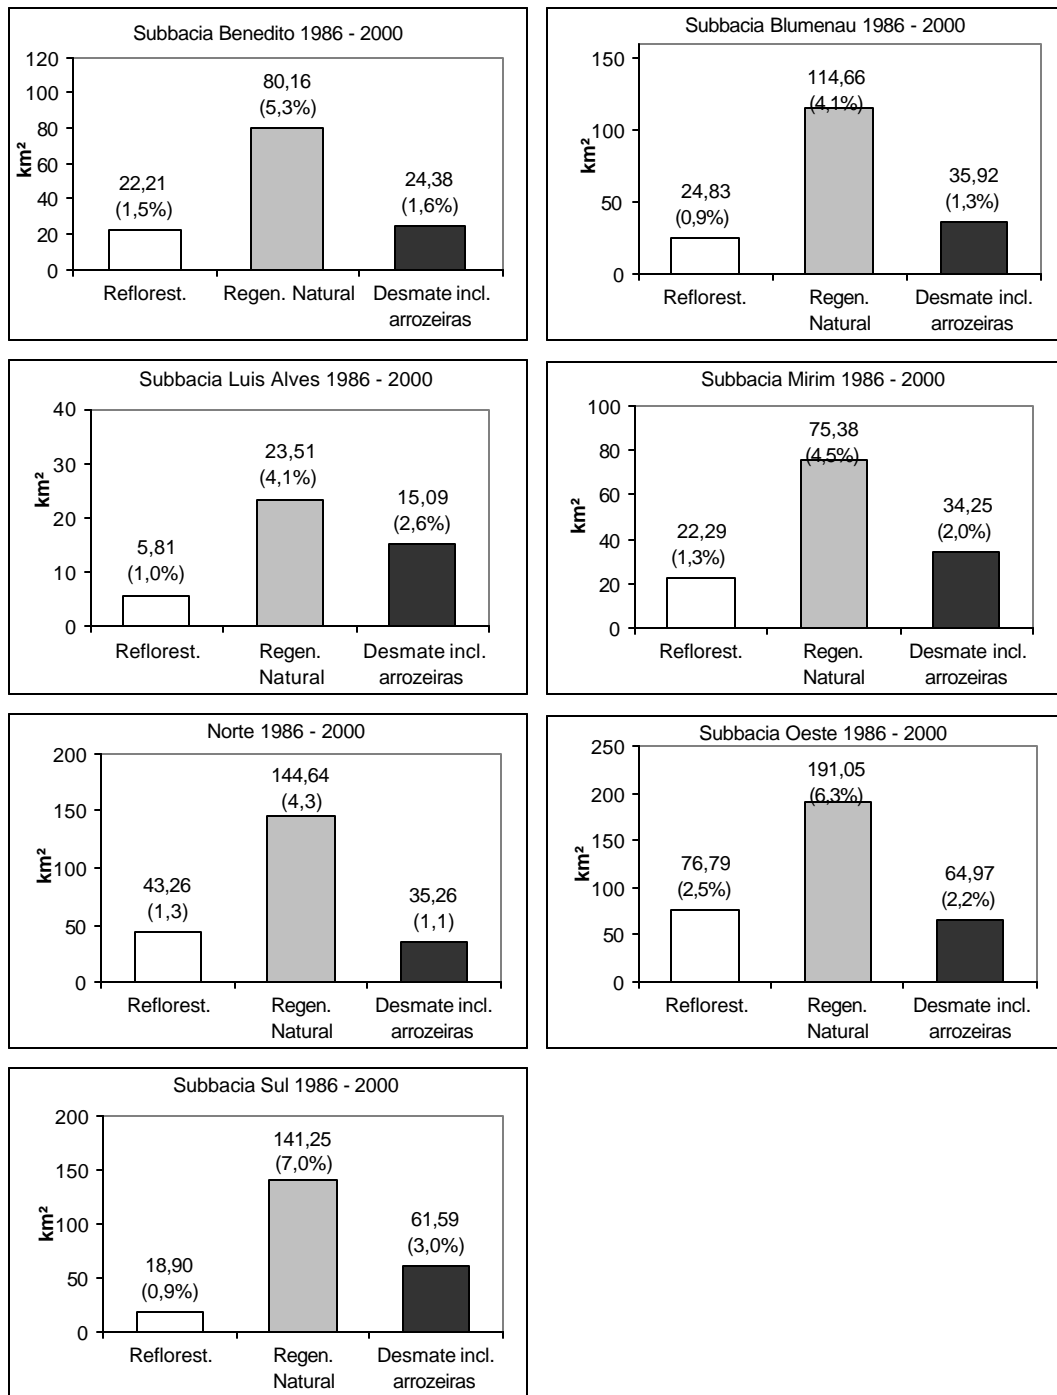 Subbacia Benedito 1986 - 2000
km²
120
100
80
60
40
20
0
22,21
(1,5%)
80,16
(5,3%)
24,38
(1,6%)
Reflorest.
Regen. Natural
Desmate incl.
arrozeiras
Subbacia Blumenau 1986 - 2000
km²
150
100
50
0
24,83
(0,9%)
114,66
(4,1%)
35,92
(1,3%)
Reflorest.
Regen.
Natural
Desmate incl.
arrozeiras
Subbacia Luis Alves 1986 - 2000
km²
40
30
20
10
0
5,81
(1,0%)
23,51
(4,1%)
15,09
(2,6%)
Reflorest.
Regen.
Natural
Desmate incl.
arrozeiras
Subbacia Mirim 1986 - 2000
km²
100
80
60
40
20
0
22,29
(1,3%)
75,38
(4,5%)
34,25
(2,0%)
Reflorest.
Regen.
Natural
Desmate incl.
arrozeiras
Norte 1986 - 2000
km²
200
150
100
50
0
43,26
(1,3)
144,64
(4,3)
35,26
(1,1)
Reflorest.
Regen.
Natural
Desmate incl.
arrozeiras
Subbacia Oeste 1986 - 2000
km²
250
200
150
100
50
0
76,79
(2,5%)
191,05
(6,3%)
64,97
(2,2%)
Reflorest.
Regen.
Natural
Desmate incl.
arrozeiras
Subbacia Sul 1986 - 2000
km²
200
150
100
50
0
18,90
(0,9%)
141,25
(7,0%)
61,59
(3,0%)
Reflorest.
Regen.
Natural
Desmate incl.
arrozeiras